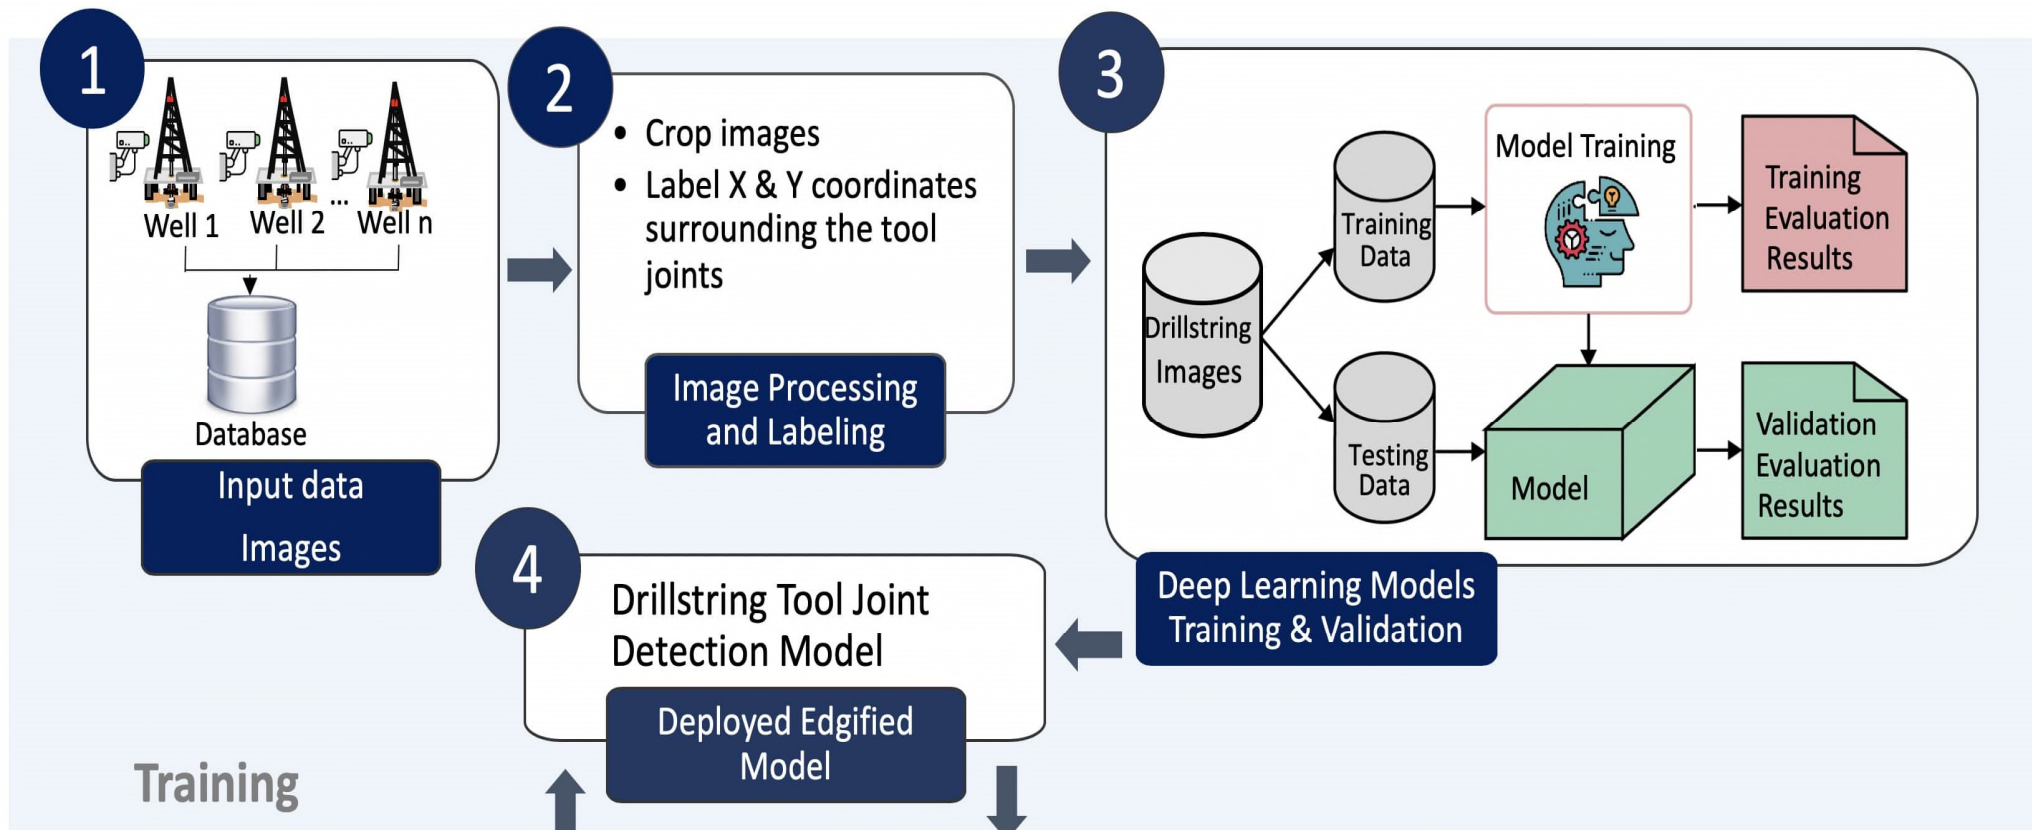 1
Well 1
Well 2
...
Well n
Database
Input data
Images
2
• Crop images
• Label X & Y coordinates
surrounding the tool
joints
Image Processing
and Labeling
3
Drillstring
Images
Training
Data
Testing
Data
Model Training
Model
Training
Evaluation
Results
Validation
Evaluation
Results
Deep Learning Models
Training & Validation
4
Drillstring Tool Joint
Detection Model
Deployed Edgified
Model
Training